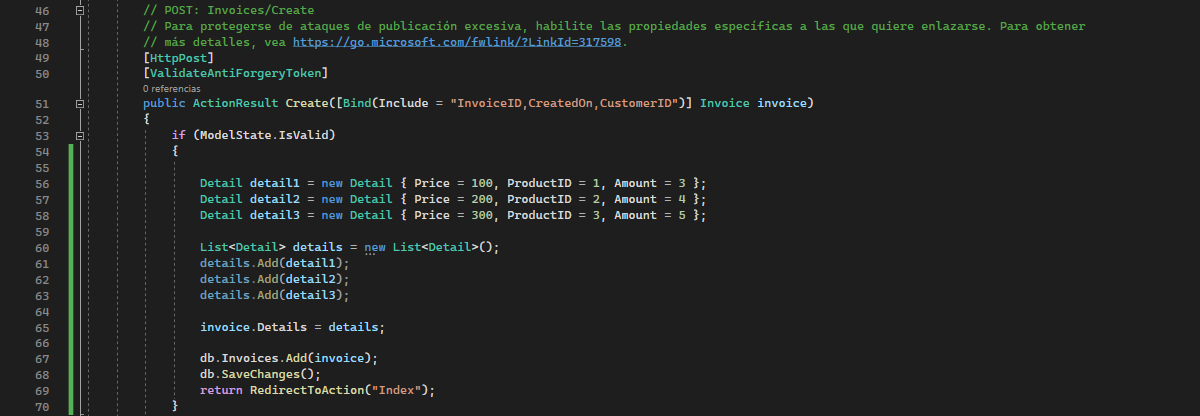 46 // POST: Invoices/Create
47 // Para protegerse de ataques de publicación excesiva, habilite las propiedades específicas a las que quiere enlazarse. Para obtener
48 // más detalles, vea https://go.microsoft.com/fwlink/?LinkId=317598.
49 [HttpPost]
50 [ValidateAntiForgeryToken]
0 referencias
51 public ActionResult Create([Bind(Include = "InvoiceID,CreatedOn,CustomerID")] Invoice invoice)
52 {
53 if (ModelState.IsValid)
54 {
55
56 Detail detail1 = new Detail { Price = 100, ProductID = 1, Amount = 3 };
57 Detail detail2 = new Detail { Price = 200, ProductID = 2, Amount = 4 };
58 Detail detail3 = new Detail { Price = 300, ProductID = 3, Amount = 5 };
59
60 List<Detail> details = new List<Detail>();
61 details.Add(detail1);
62 details.Add(detail2);
63 details.Add(detail3);
64
65 invoice.Details = details;
66
67 db.Invoices.Add(invoice);
68 db.SaveChanges();
69 return RedirectToAction("Index");
70 }